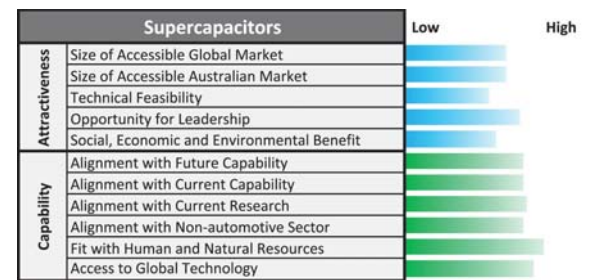 Supercapacitors
Low High
Attractiveness
Size of Accessible Global Market
Size of Accessible Australian Market
Technical Feasibility
Opportunity for Leadership
Social, Economic and Environmental Benefit
Capability
Alignment with Future Capability
Alignment with Current Capability
Alignment with Current Research
Alignment with Non-automotive Sector
Fit with Human and Natural Resources
Access to Global Technology